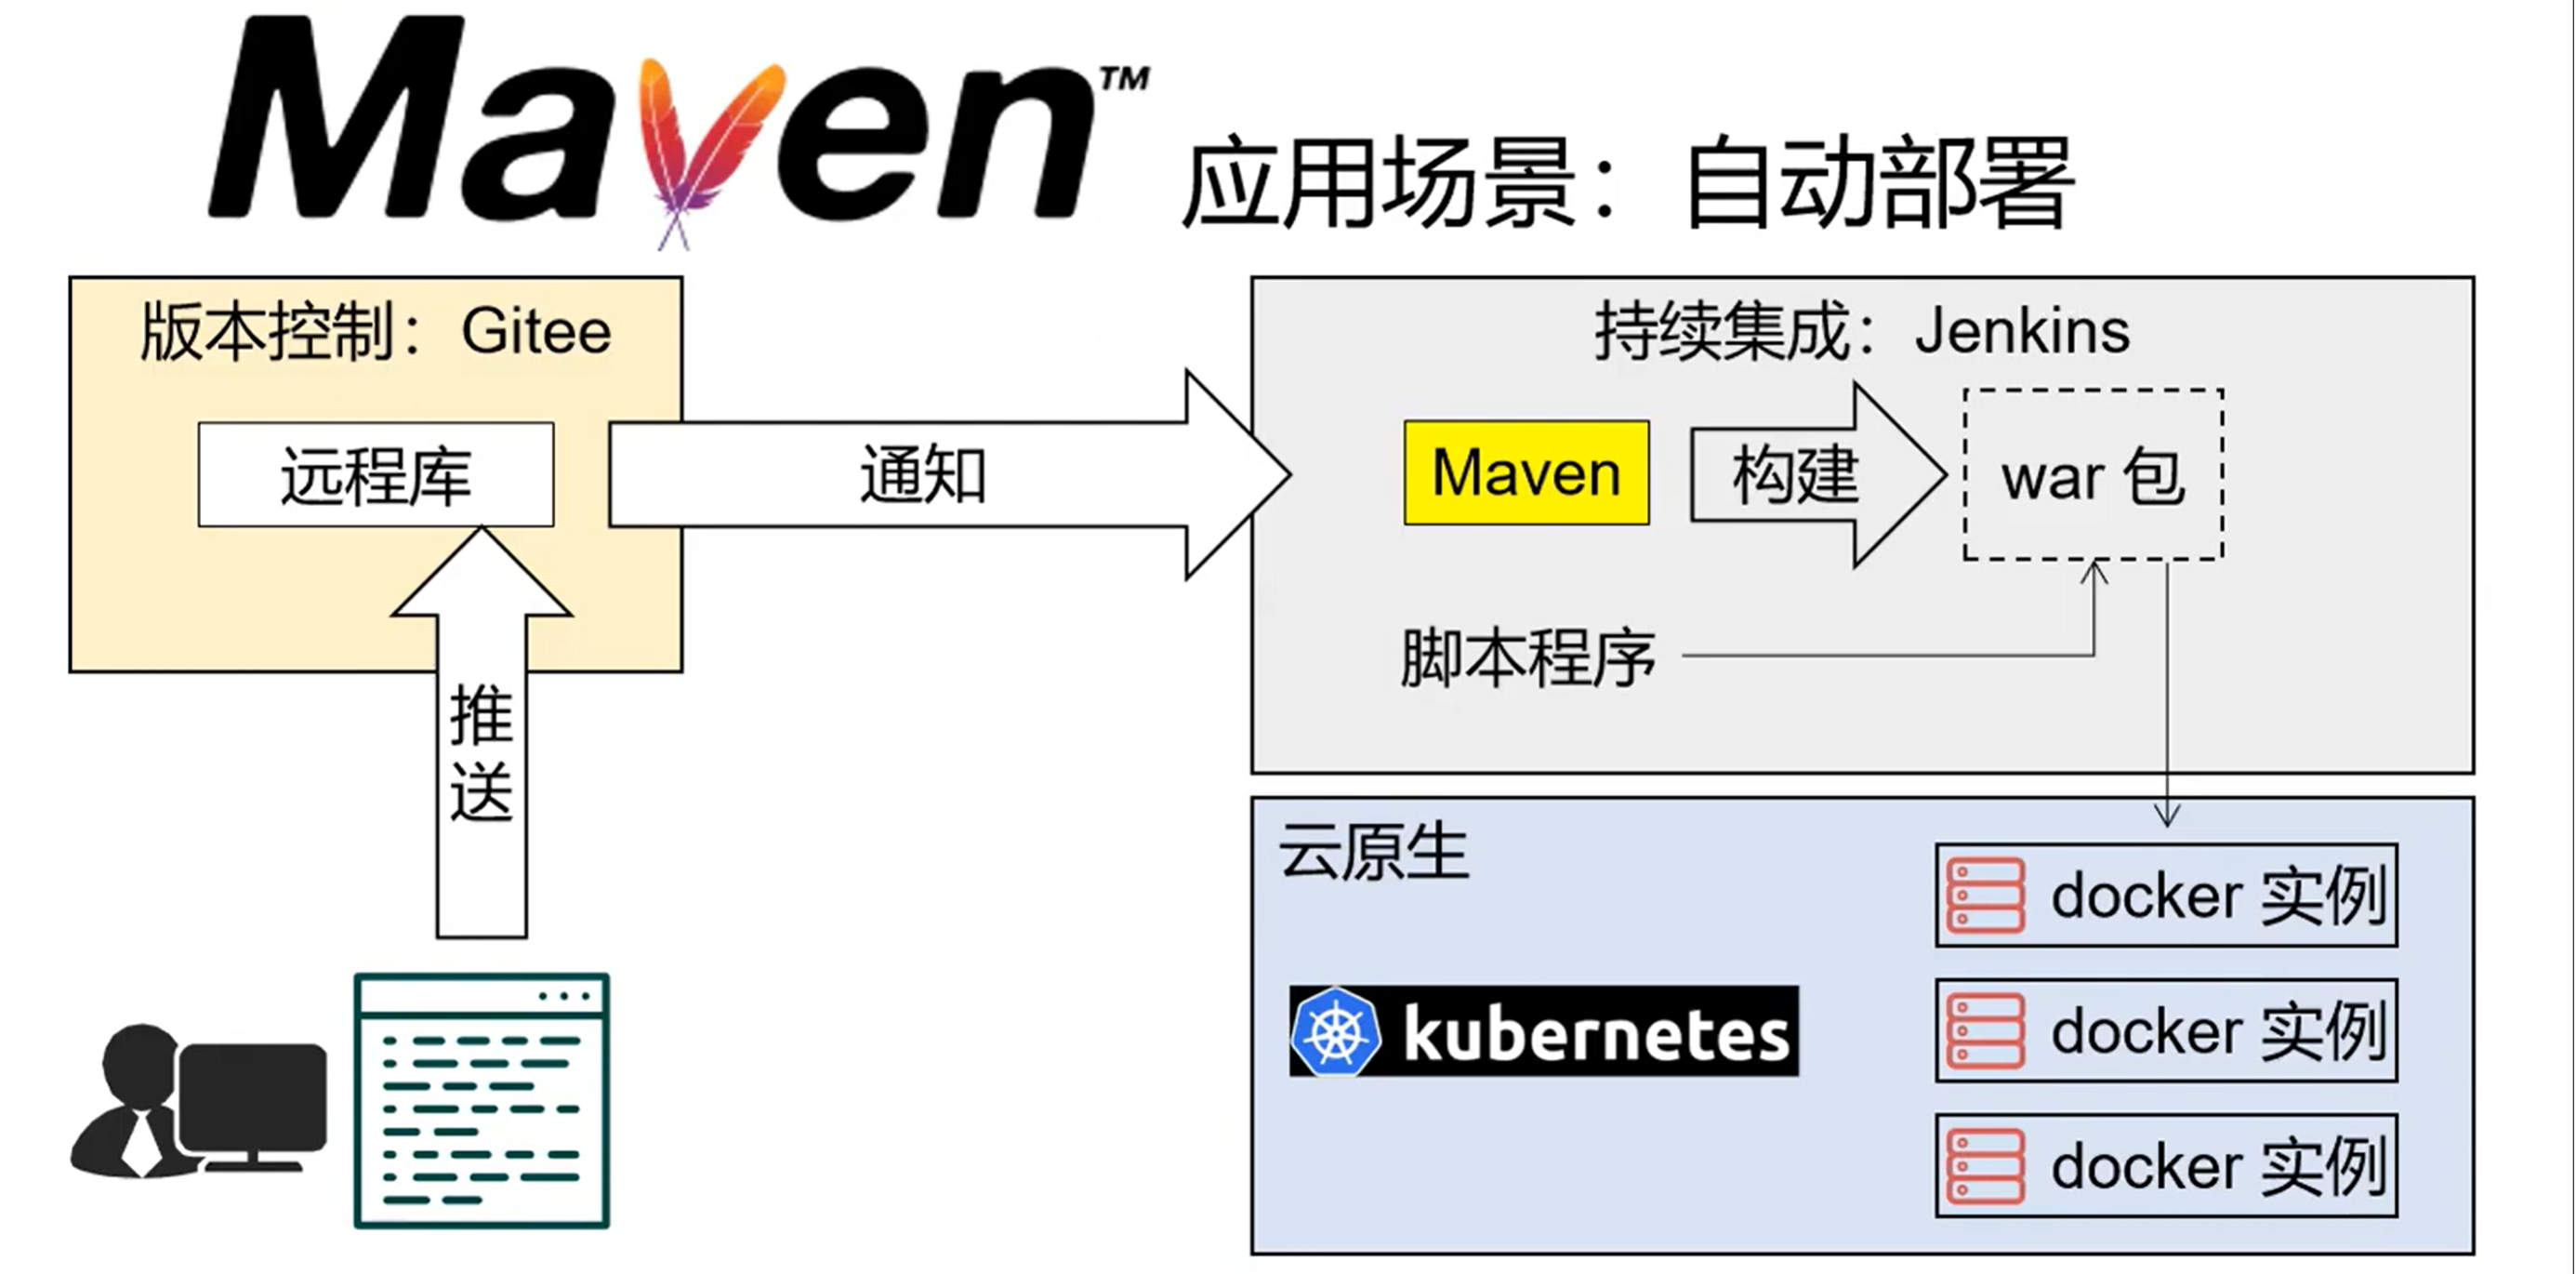 Maven™ 应用场景：自动部署
版本控制：Gitee
远程库
通知
推送
持续集成：Jenkins
Maven
构建
war 包
脚本程序
云原生
kubernetes
docker 实例
docker 实例
docker 实例